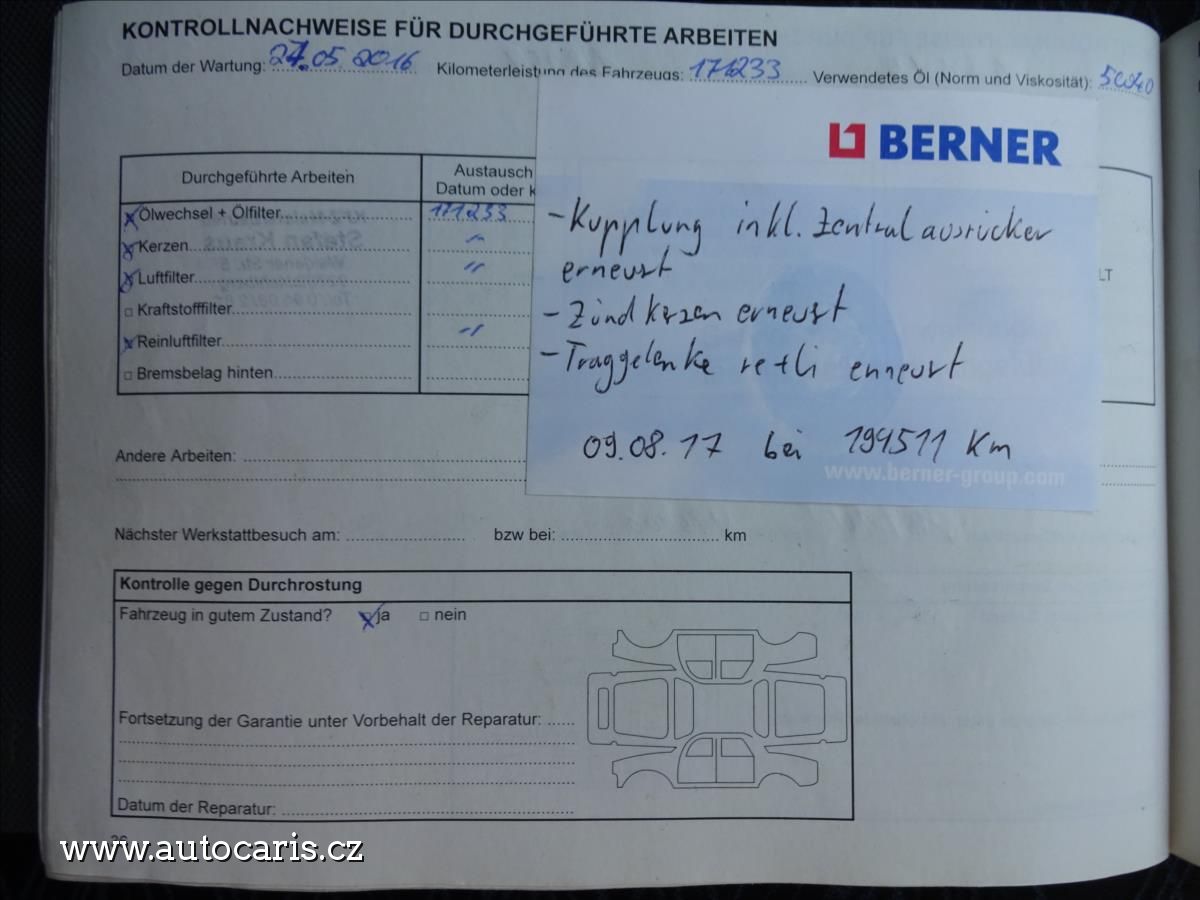 KONTROLLNACHWEISE FÜR DURCHGEFÜHRTE ARBEITEN
Datum der Wartung: 27.05.2016 Kilometerleistung des Fahrzeugs: 171233 Verwendetes Öl (Norm und Viskosität): 5W40
BERNER
Durchgeführte Arbeiten
Austausch
Datum oder k
Ölwechsel + Ölfilter 171233
Kerzen "
Luftfilter "
Kraftstofffilter
Reinluftfilter "
Bremsbelag hinten
LT
- Kupplung inkl. Zentralausrücker
erneuert
- Zündkerzen erneuert
- Traggelenke re+li erneuert
09.08.17 bei 194511 Km
www.berner-group.com
Andere Arbeiten:
Nächster Werkstattbesuch am: bzw bei: km
Kontrolle gegen Durchrostung
Fahrzeug in gutem Zustand? ja nein
Fortsetzung der Garantie unter Vorbehalt der Reparatur:
Datum der Reparatur:
www.autocaris.cz